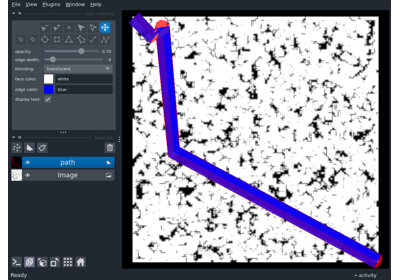 File View Plugins Window Help
opacity: 0.70
edge width: 4
blending: translucent
face color: white
edge color: blue
display text: ✓
path
Image
Ready
• activity